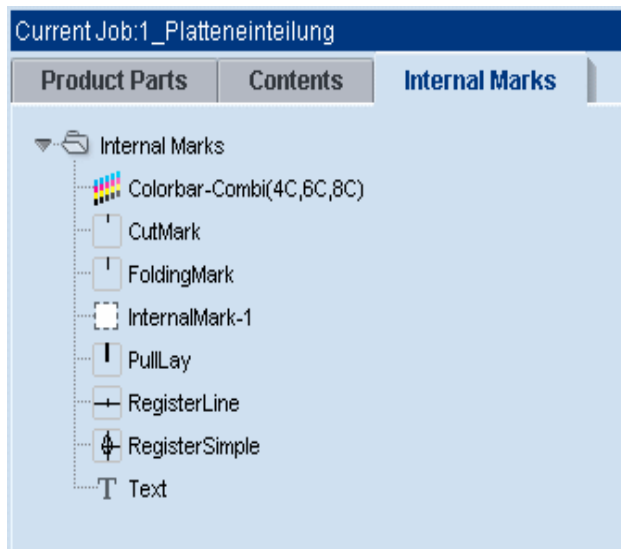 Current Job:1_Platteneinteilung
Product Parts Contents Internal Marks
Internal Marks
Colorbar-Combi(4C,6C,8C)
CutMark
FoldingMark
InternalMark-1
PullLay
RegisterLine
RegisterSimple
T Text